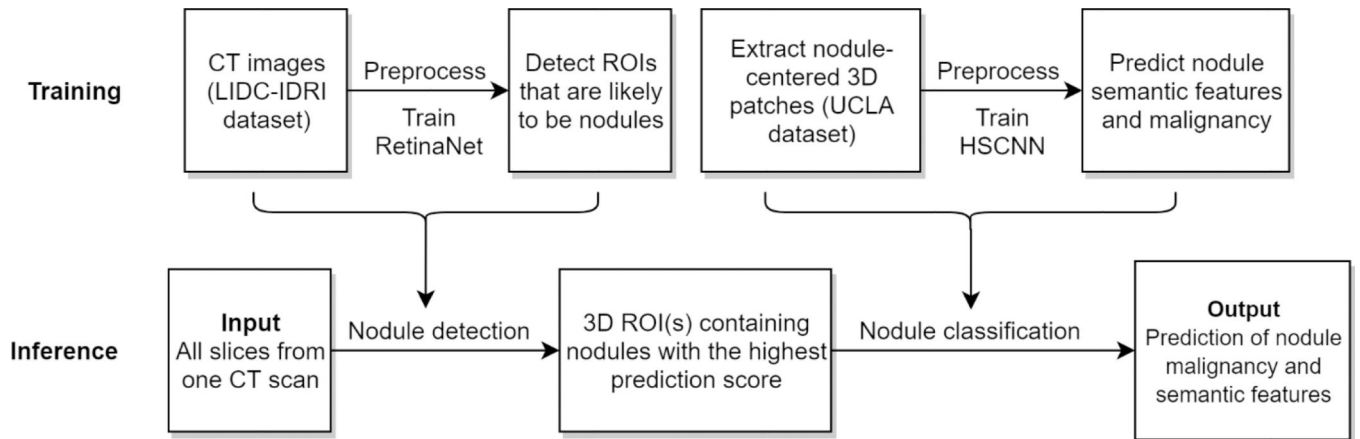 Training
CT images
(LIDC-IDRI
dataset)
Preprocess
Train
RetinaNet
Detect ROIs
that are likely
to be nodules
Extract nodule-
centered 3D
patches (UCLA
dataset)
Preprocess
Train
HSCNN
Predict nodule
semantic features
and malignancy
Inference
Input
All slices from
one CT scan
Nodule detection
3D ROI(s) containing
nodules with the highest
prediction score
Nodule classification
Output
Prediction of nodule
malignancy and
semantic features